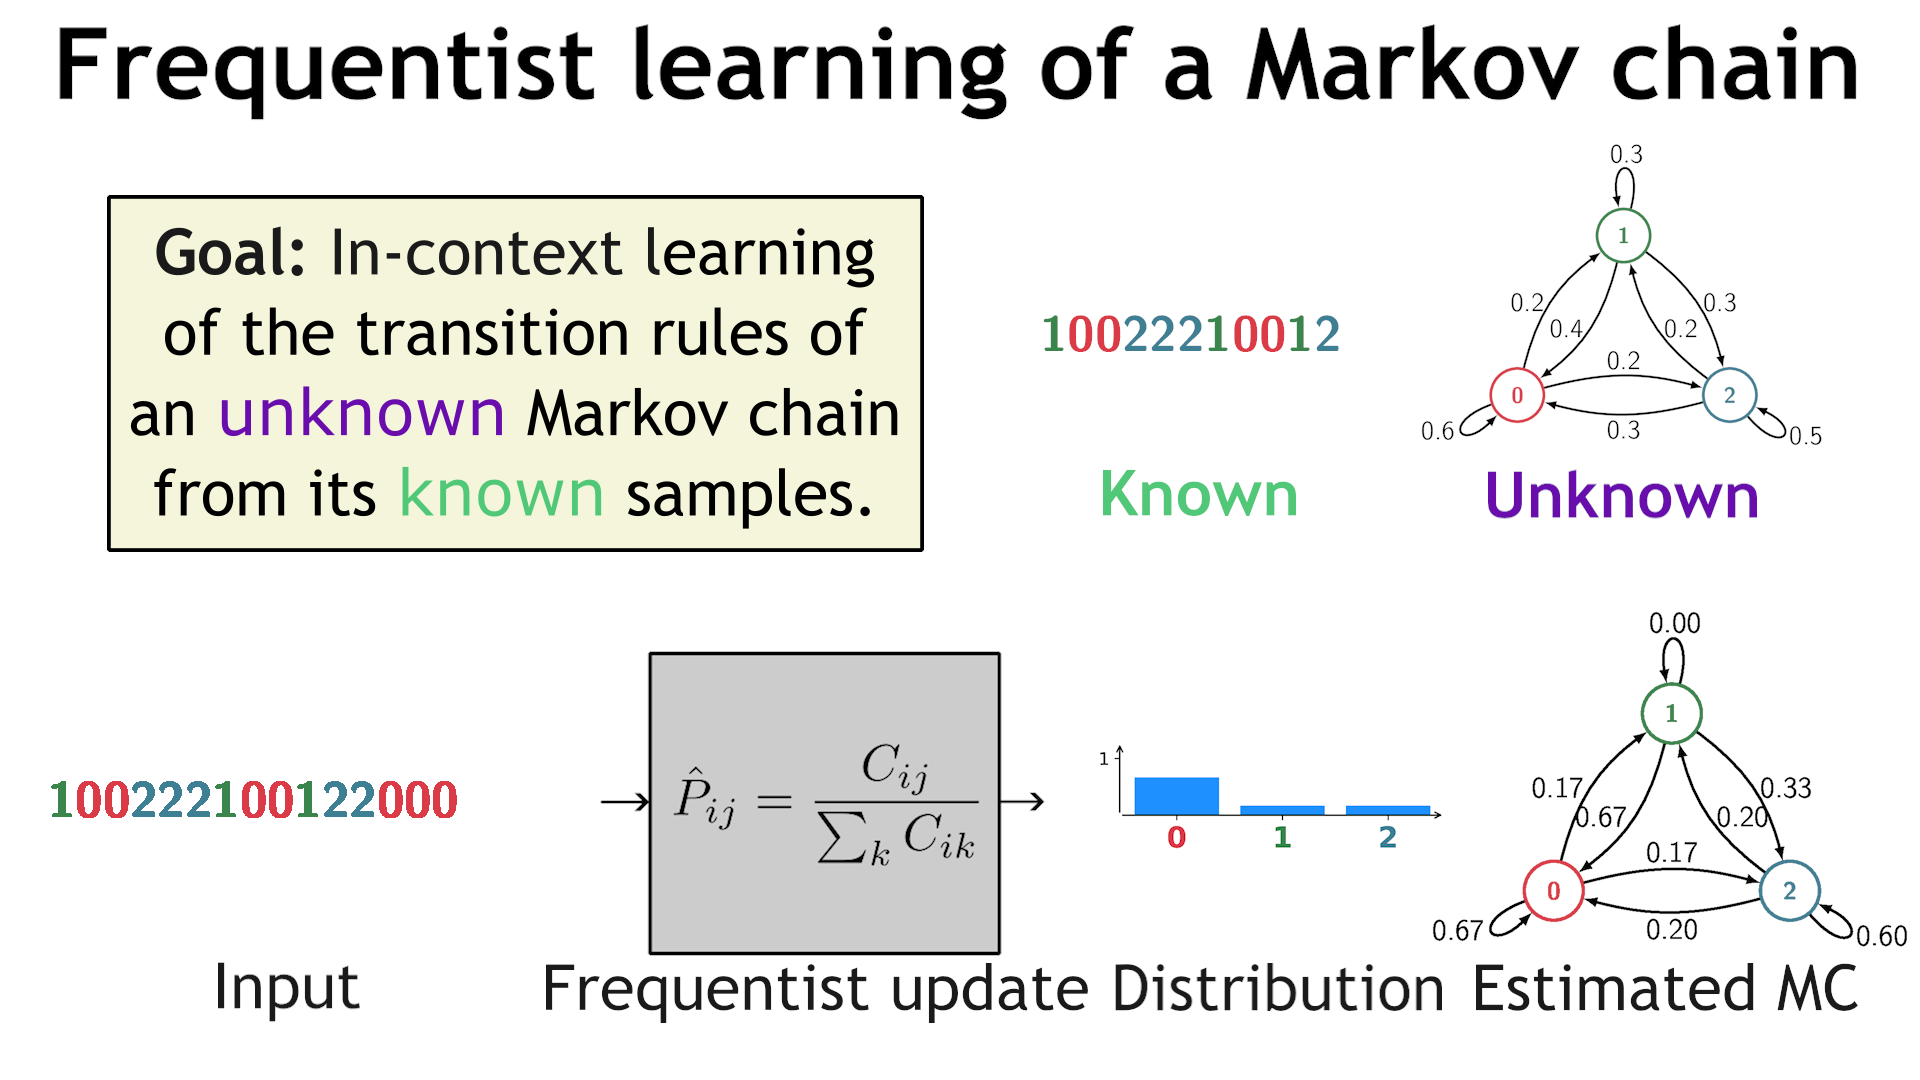 Frequentist learning of a Markov chain
Goal: In-context learning
of the transition rules of
an unknown Markov chain
from its known samples.
10022210012
Known
0.3
1
0.2
0.3
0.4
0.2
0.2
0
2
0.6
0.3
0.5
Unknown
100222100122000
P̂_{ij} = \frac{C_{ij}}{\sum_k C_{ik}}
1
0 1 2
0.00
1
0.17
0.33
0.67
0.20
0.17
0
2
0.67
0.20
0.60
Input
Frequentist update
Distribution
Estimated MC